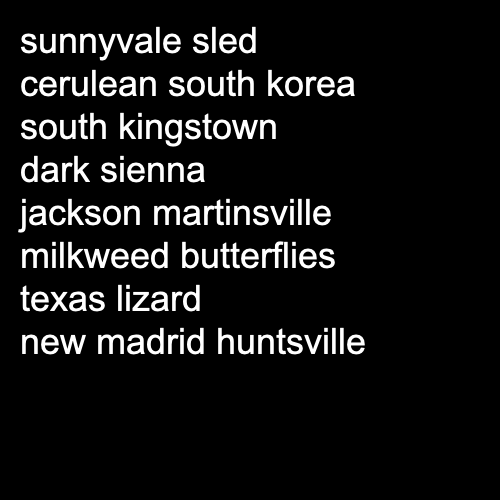 sunnyvale sled
cerulean south korea
south kingstown
dark sienna
jackson martinsville
milkweed butterflies
texas lizard
new madrid huntsville